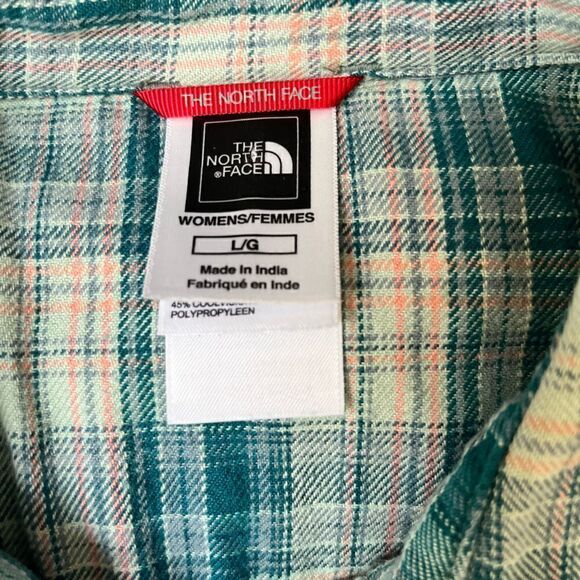 THE NORTH FACE
THE
NORTH
®FACE
WOMENS/FEMMES
L/G
Made in India
Fabriqué en Inde
45%
POLYPROPYLEEN